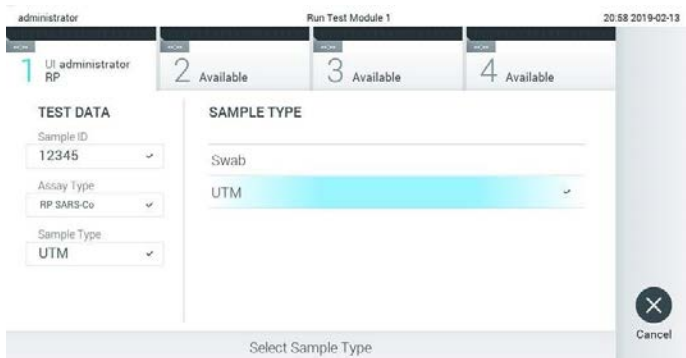 administrator Run Test Module 1 20:58 2019-02-13
1 UI administrator RP
2 Available
3 Available
4 Available
TEST DATA
Sample ID
12345
Assay Type
RP SARS-Co
Sample Type
UTM
SAMPLE TYPE
Swab
UTM
Cancel
Select Sample Type